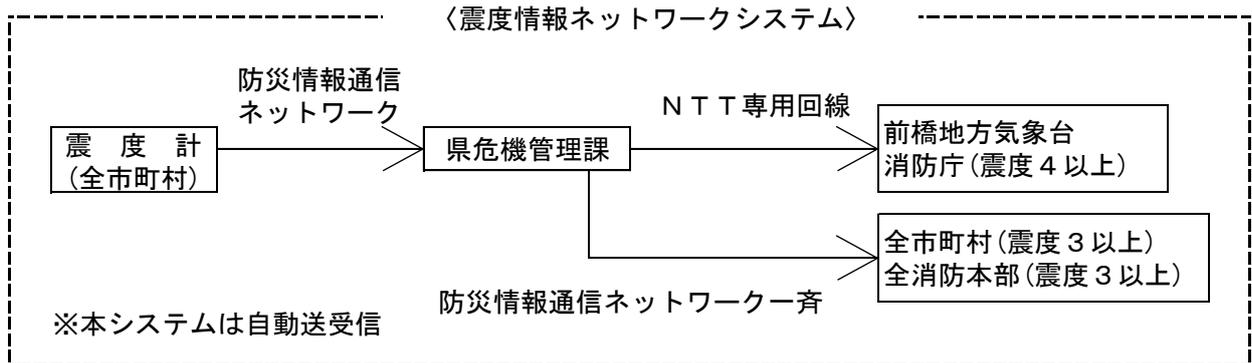 〈震度情報ネットワークシステム〉
防災情報通信
ネットワーク
ＮＴＴ専用回線
震　度　計
(全市町村)
県危機管理課
前橋地方気象台
消防庁(震度４以上)
全市町村(震度３以上)
全消防本部(震度３以上)
防災情報通信ネットワーク一斉
※本システムは自動送受信